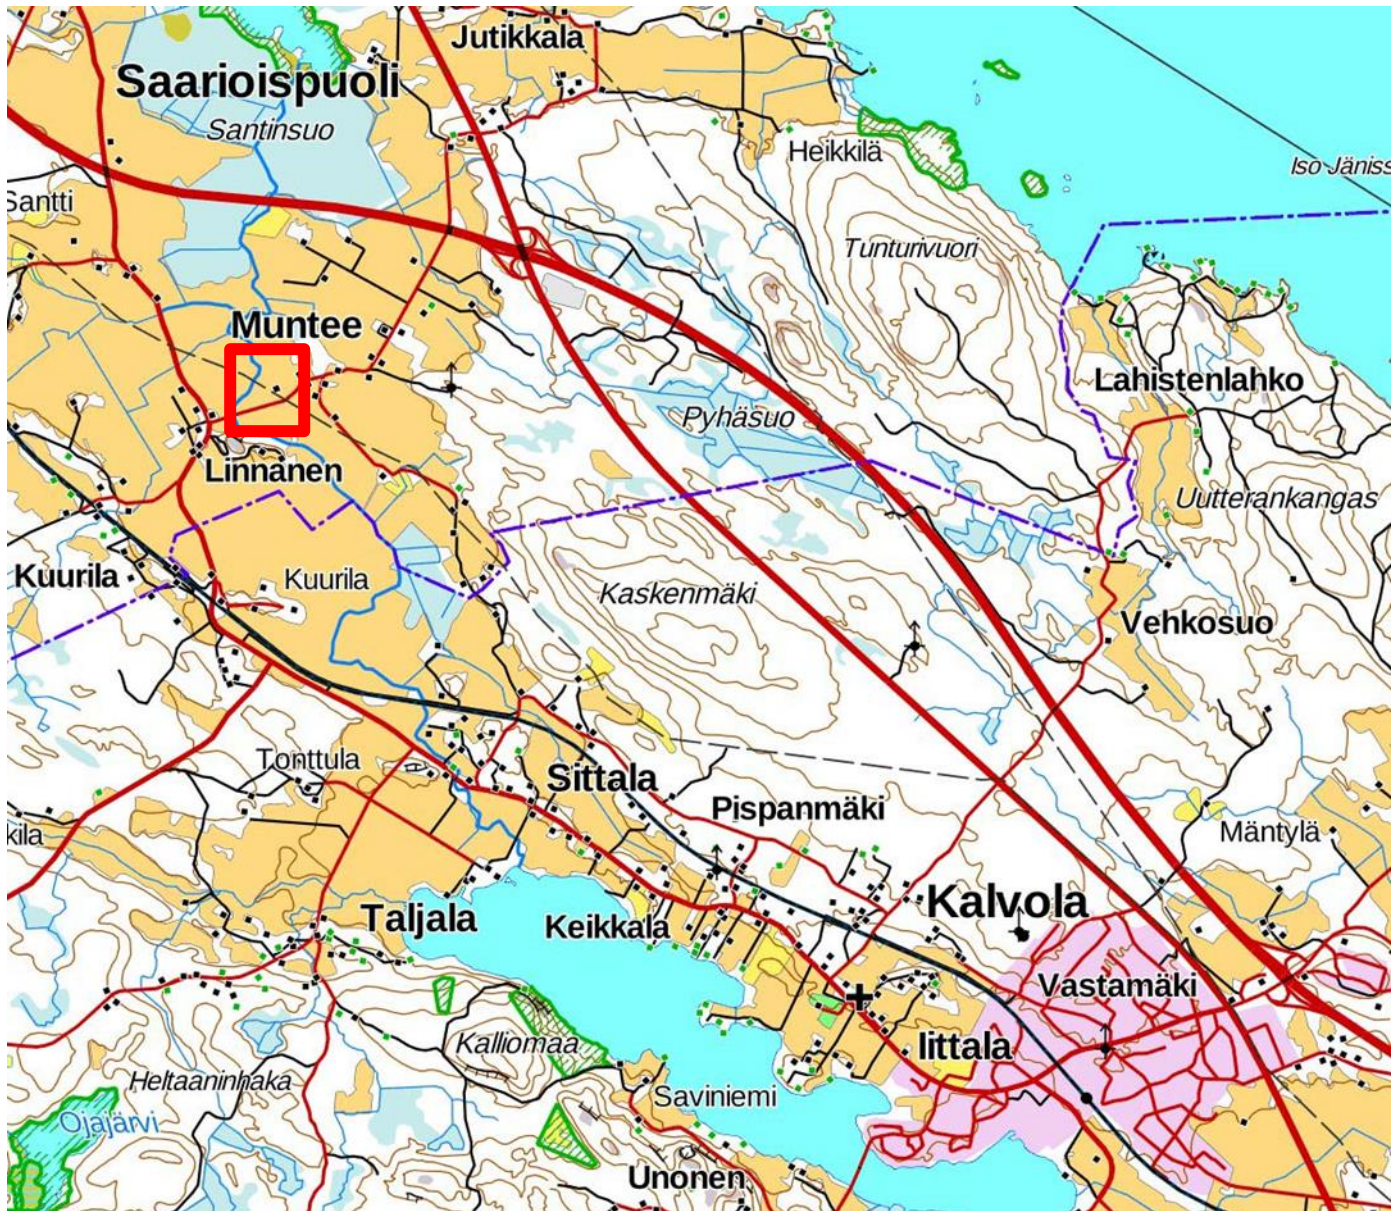 Jutikkala
Saarioispuoli
Santinsuo
Heikkilä
Iso Jäniss
Santti
Tunturivuori
Muntee
Lahistenlahko
Pyhäsuo
Linnanen
Uutterankangas
Kuurila
Kuurila
Kaskenmäki
Vehkosuo
Tonttula
Sittala
Pispanmäki
kila
Mäntylä
Kalvola
Taljala
Keikkala
Vastamäki
Kalliomaa
Iittala
Heltaaninhaka
Saviniemi
Ojajärvi
Unonen